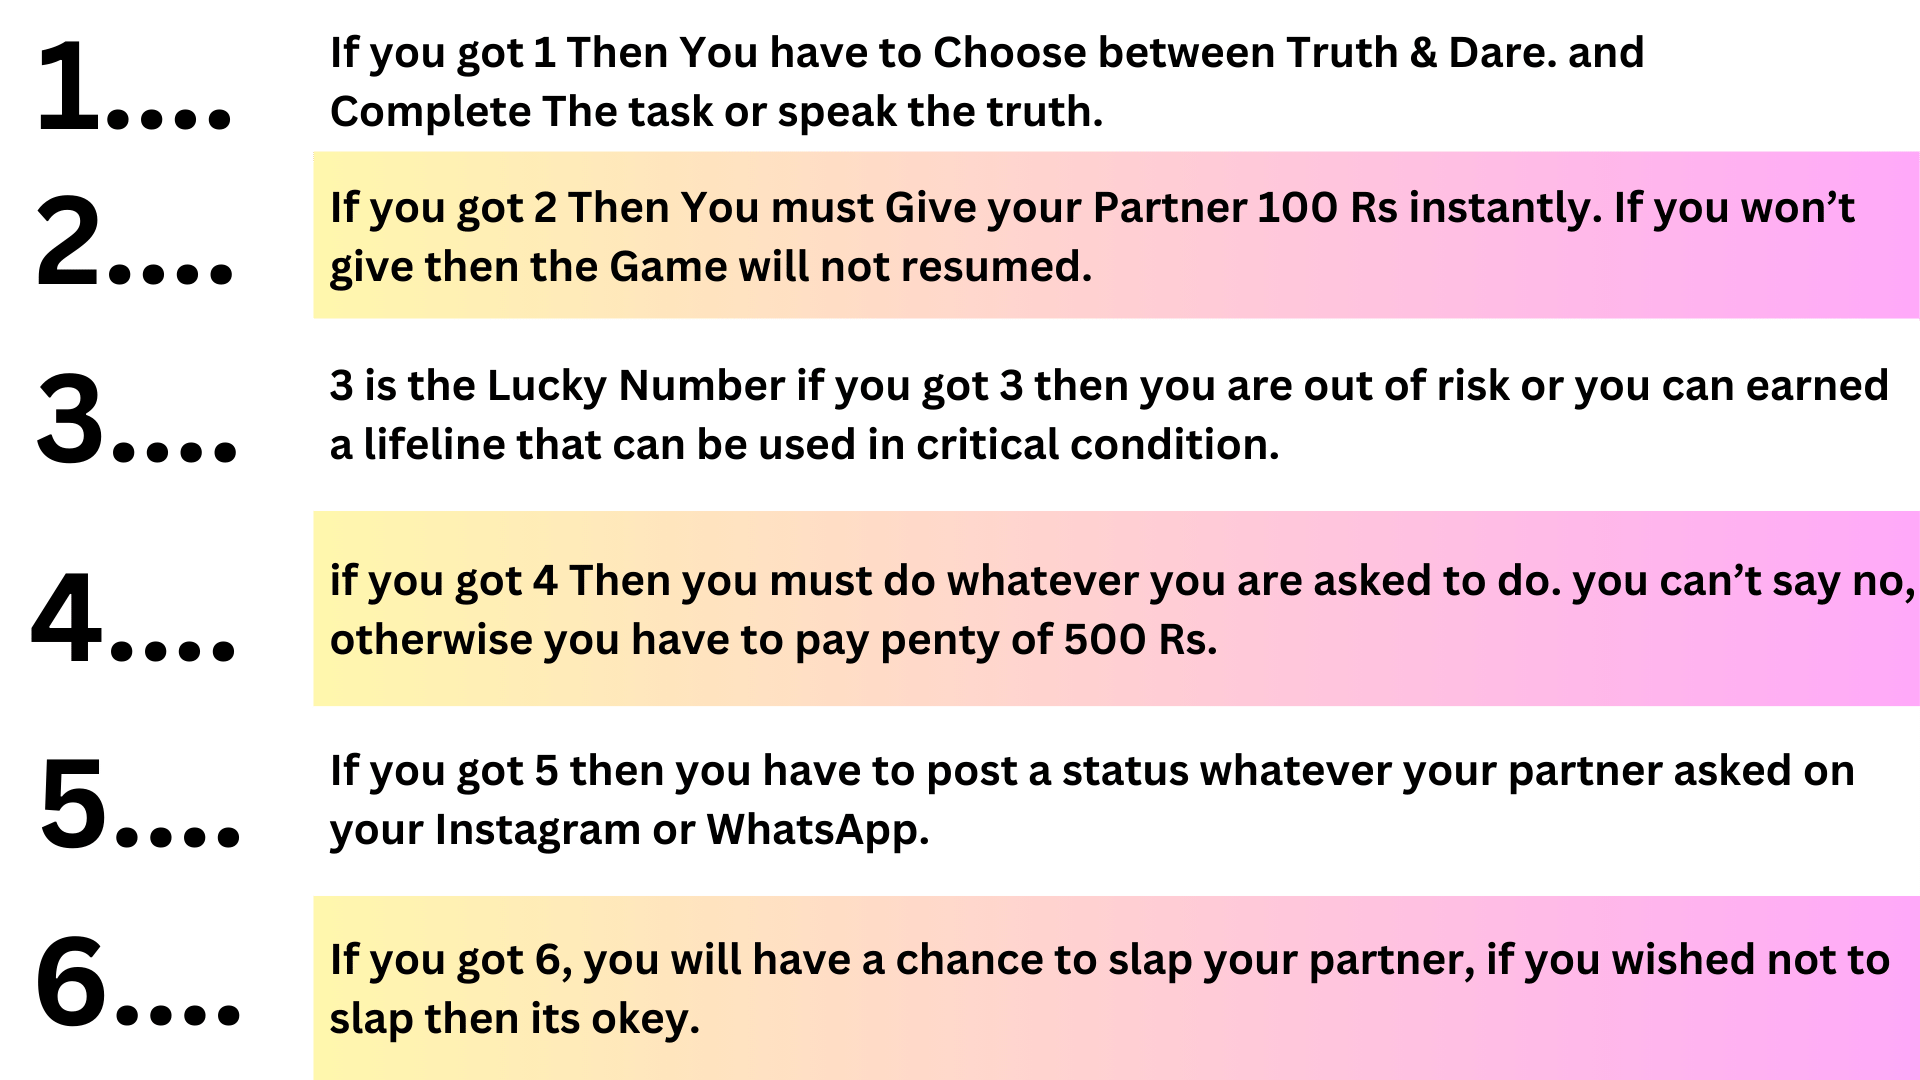 1....
If you got 1 Then You have to Choose between Truth & Dare. and
Complete The task or speak the truth.
2....
If you got 2 Then You must Give your Partner 100 Rs instantly. If you won’t
give then the Game will not resumed.
3....
3 is the Lucky Number if you got 3 then you are out of risk or you can earned
a lifeline that can be used in critical condition.
4....
if you got 4 Then you must do whatever you are asked to do. you can’t say no,
otherwise you have to pay penty of 500 Rs.
5....
If you got 5 then you have to post a status whatever your partner asked on
your Instagram or WhatsApp.
6....
If you got 6, you will have a chance to slap your partner, if you wished not to
slap then its okey.